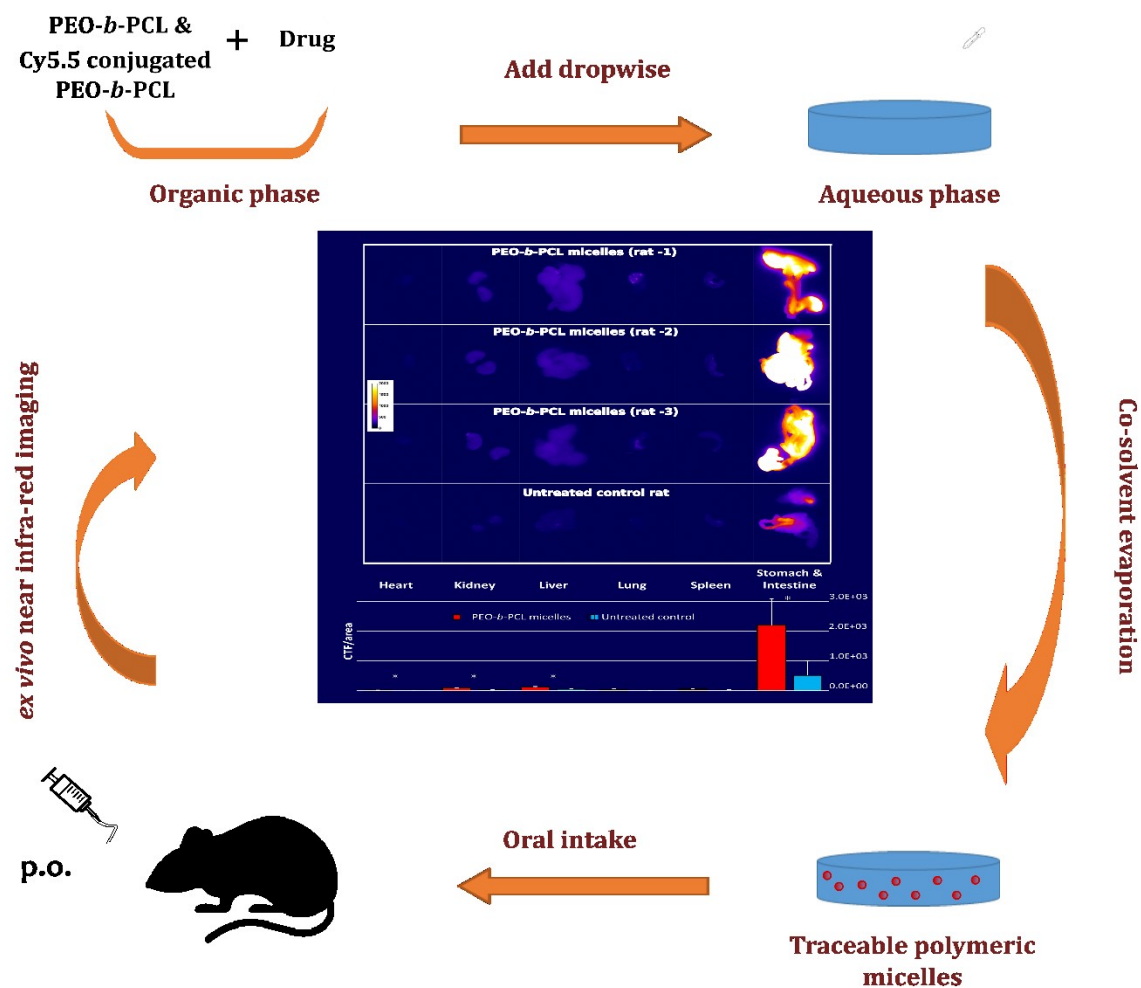 PEO-b-PCL &
Cy5.5 conjugated
PEO-b-PCL
+
Drug
Add dropwise
Organic phase
Aqueous phase
PEO-b-PCL micelles (rat -1)
PEO-b-PCL micelles (rat -2)
PEO-b-PCL micelles (rat -3)
Untreated control rat
Heart
Kidney
Liver
Lung
Spleen
Stomach &
Intestine
PEO-b-PCL micelles
Untreated control
CTF/area
*
*
*
*
3.0E+03
2.0E+03
1.0E+03
0.0E+00
Co-solvent evaporation
ex vivo near infra-red imaging
Oral intake
p.o.
Traceable polymeric
micelles